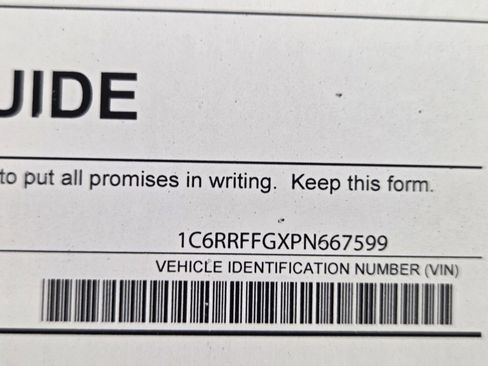 UIDE
to put all promises in writing. Keep this form.
1C6RRFFGXPN667599
VEHICLE IDENTIFICATION NUMBER (VIN)